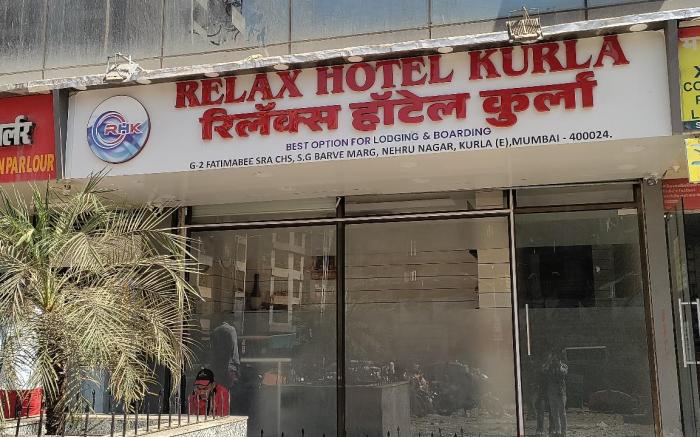 RELAX HOTEL KURLA
रिलॅक्स हॉटेल कुर्ला
RHK
BEST OPTION FOR LODGING & BOARDING
G-2 FATIMABEE SRA CHS, S.G BARVE MARG, NEHRU NAGAR, KURLA (E),MUMBAI - 400024.
र्लर
PARLOUR